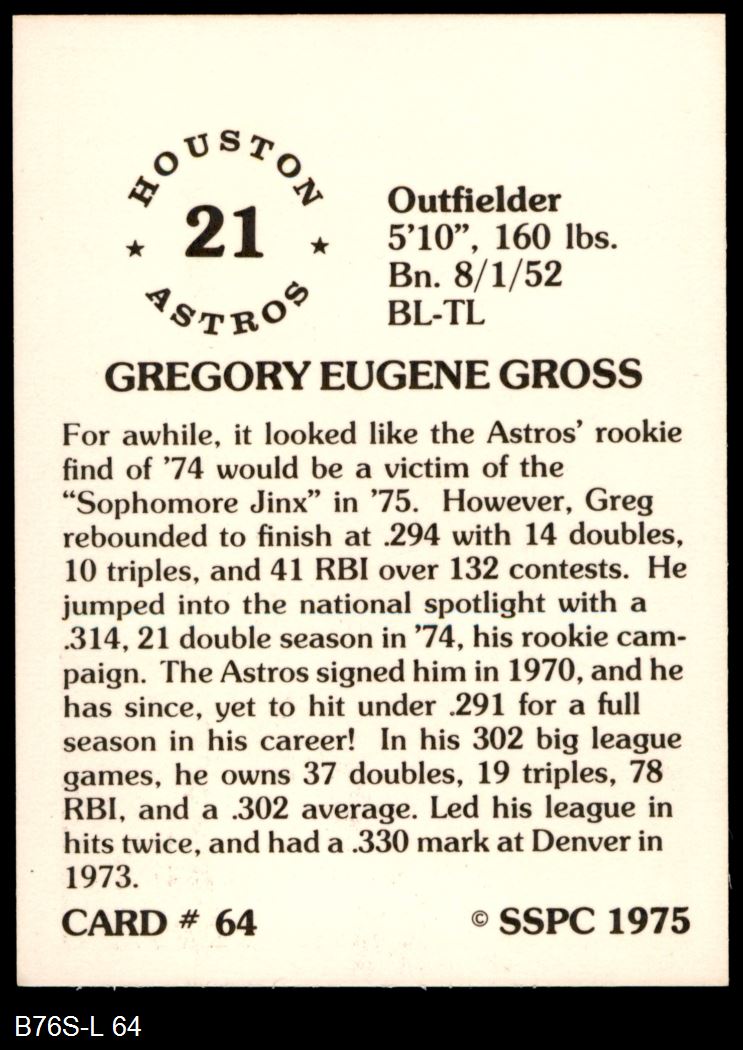 HOUSTON
21
★ ★
ASTROS
Outfielder
5'10”, 160 lbs.
Bn. 8/1/52
BL-TL
GREGORY EUGENE GROSS
For awhile, it looked like the Astros’ rookie
find of ’74 would be a victim of the
“Sophomore Jinx” in ’75. However, Greg
rebounded to finish at .294 with 14 doubles,
10 triples, and 41 RBI over 132 contests. He
jumped into the national spotlight with a
.314, 21 double season in ’74, his rookie cam-
paign. The Astros signed him in 1970, and he
has since, yet to hit under .291 for a full
season in his career! In his 302 big league
games, he owns 37 doubles, 19 triples, 78
RBI, and a .302 average. Led his league in
hits twice, and had a .330 mark at Denver in
1973.
CARD # 64
© SSPC 1975
B76S-L 64